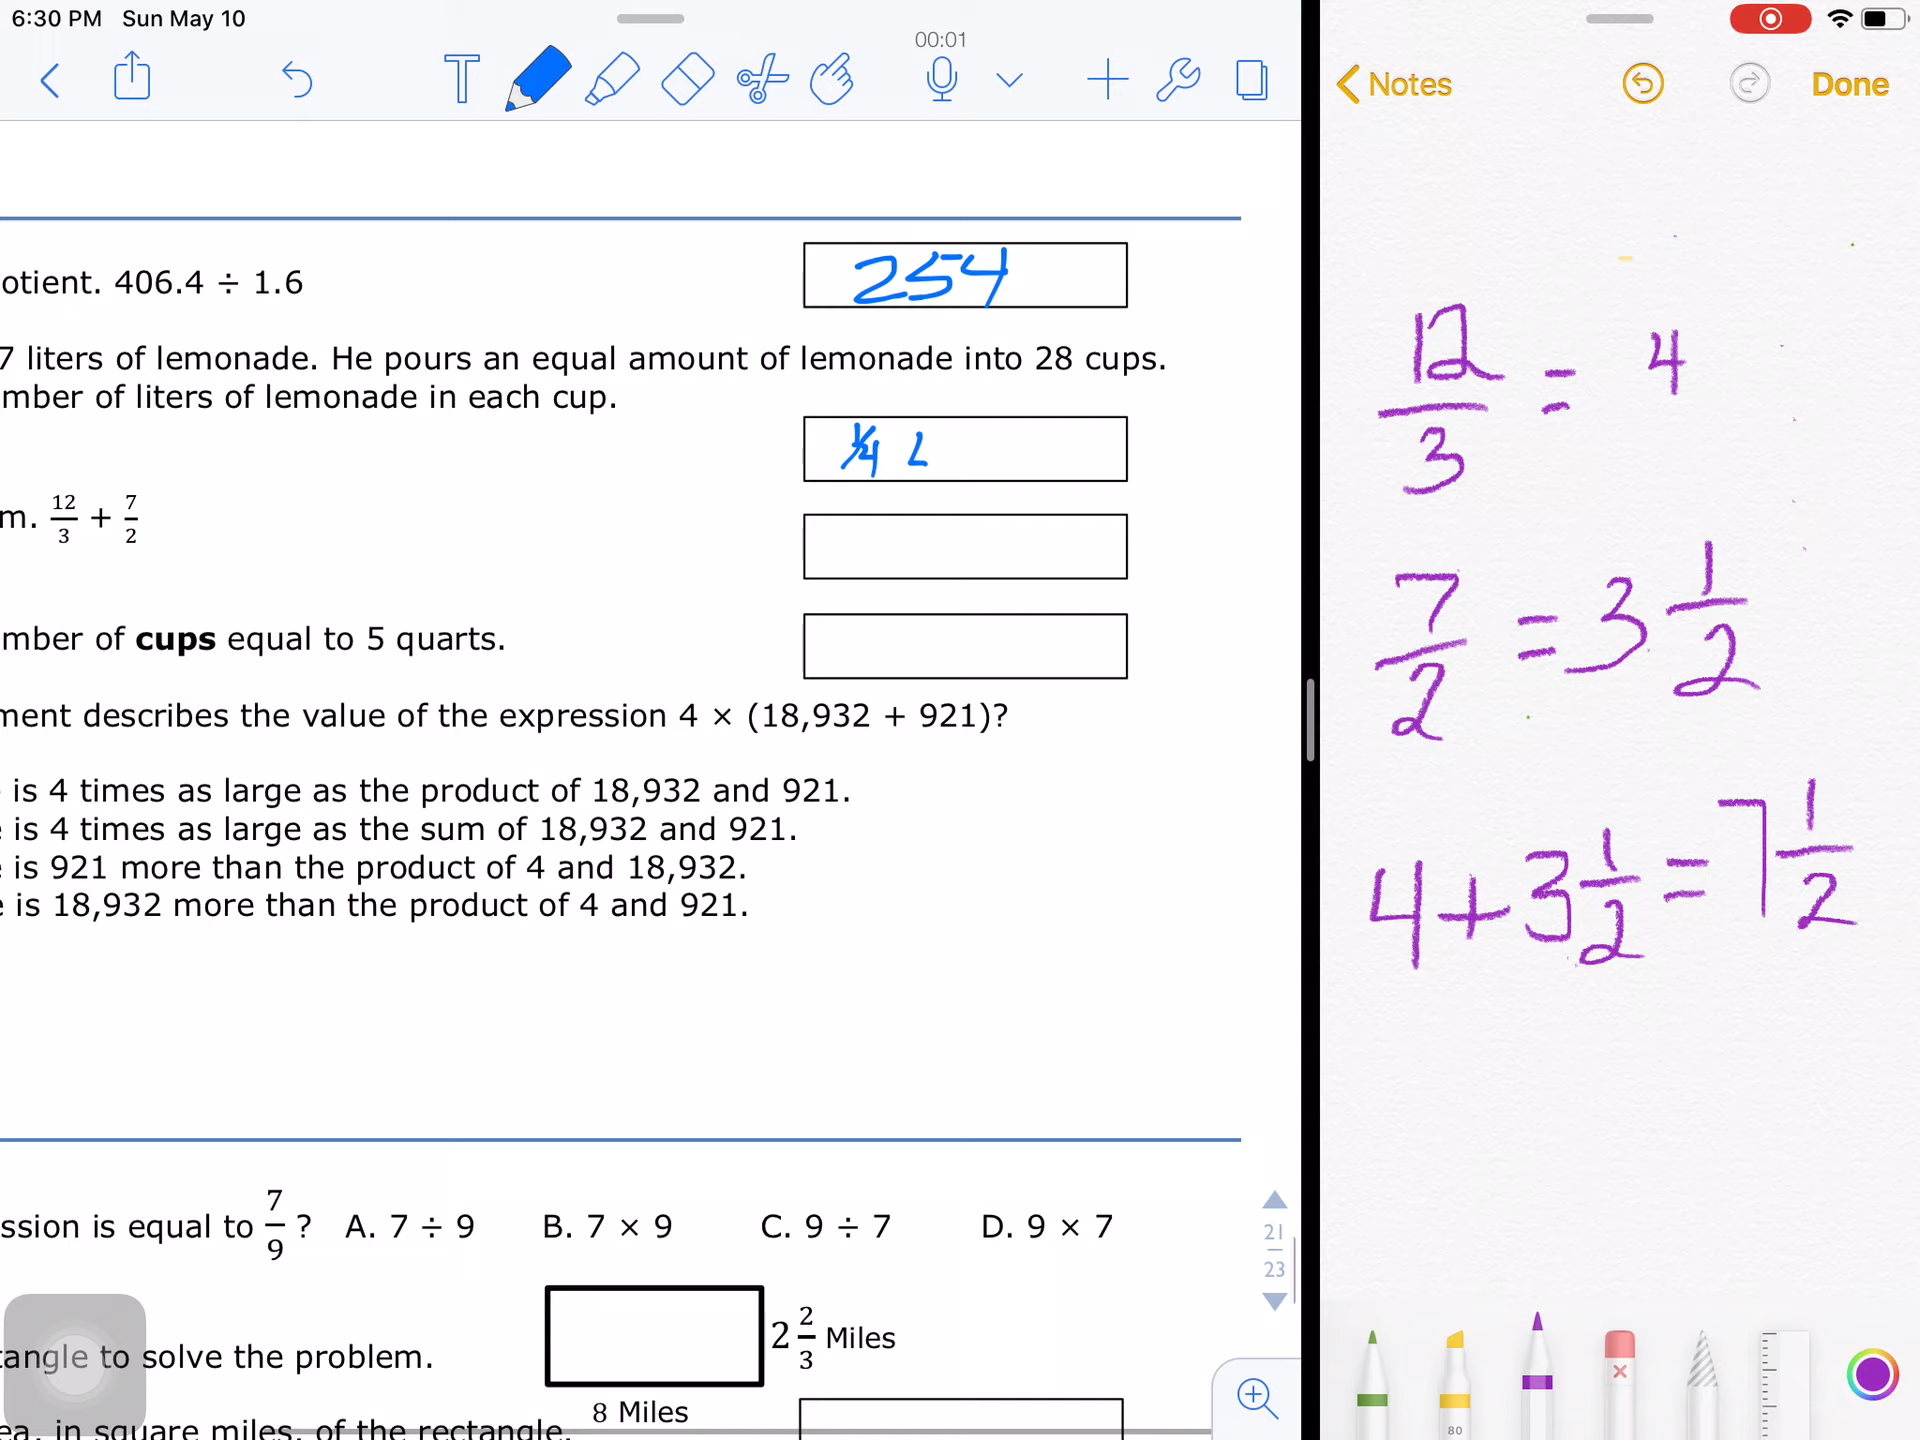 6:30 PM Sun May 10
00:01
Notes
Done
otient. 406.4 ÷ 1.6
254
7 liters of lemonade. He pours an equal amount of lemonade into 28 cups.
mber of liters of lemonade in each cup.
1/4 L
m. 12/3 + 7/2
mber of cups equal to 5 quarts.
ment describes the value of the expression 4 × (18,932 + 921)?
e is 4 times as large as the product of 18,932 and 921.
e is 4 times as large as the sum of 18,932 and 921.
e is 921 more than the product of 4 and 18,932.
e is 18,932 more than the product of 4 and 921.
ssion is equal to 7/9 ? A. 7 ÷ 9 B. 7 × 9 C. 9 ÷ 7 D. 9 × 7
21
23
2 2/3 Miles
tangle to solve the problem.
8 Miles
ea, in square miles, of the rectangle.
12/3 = 4
7/2 = 3 1/2
4 + 3 1/2 = 7 1/2
80